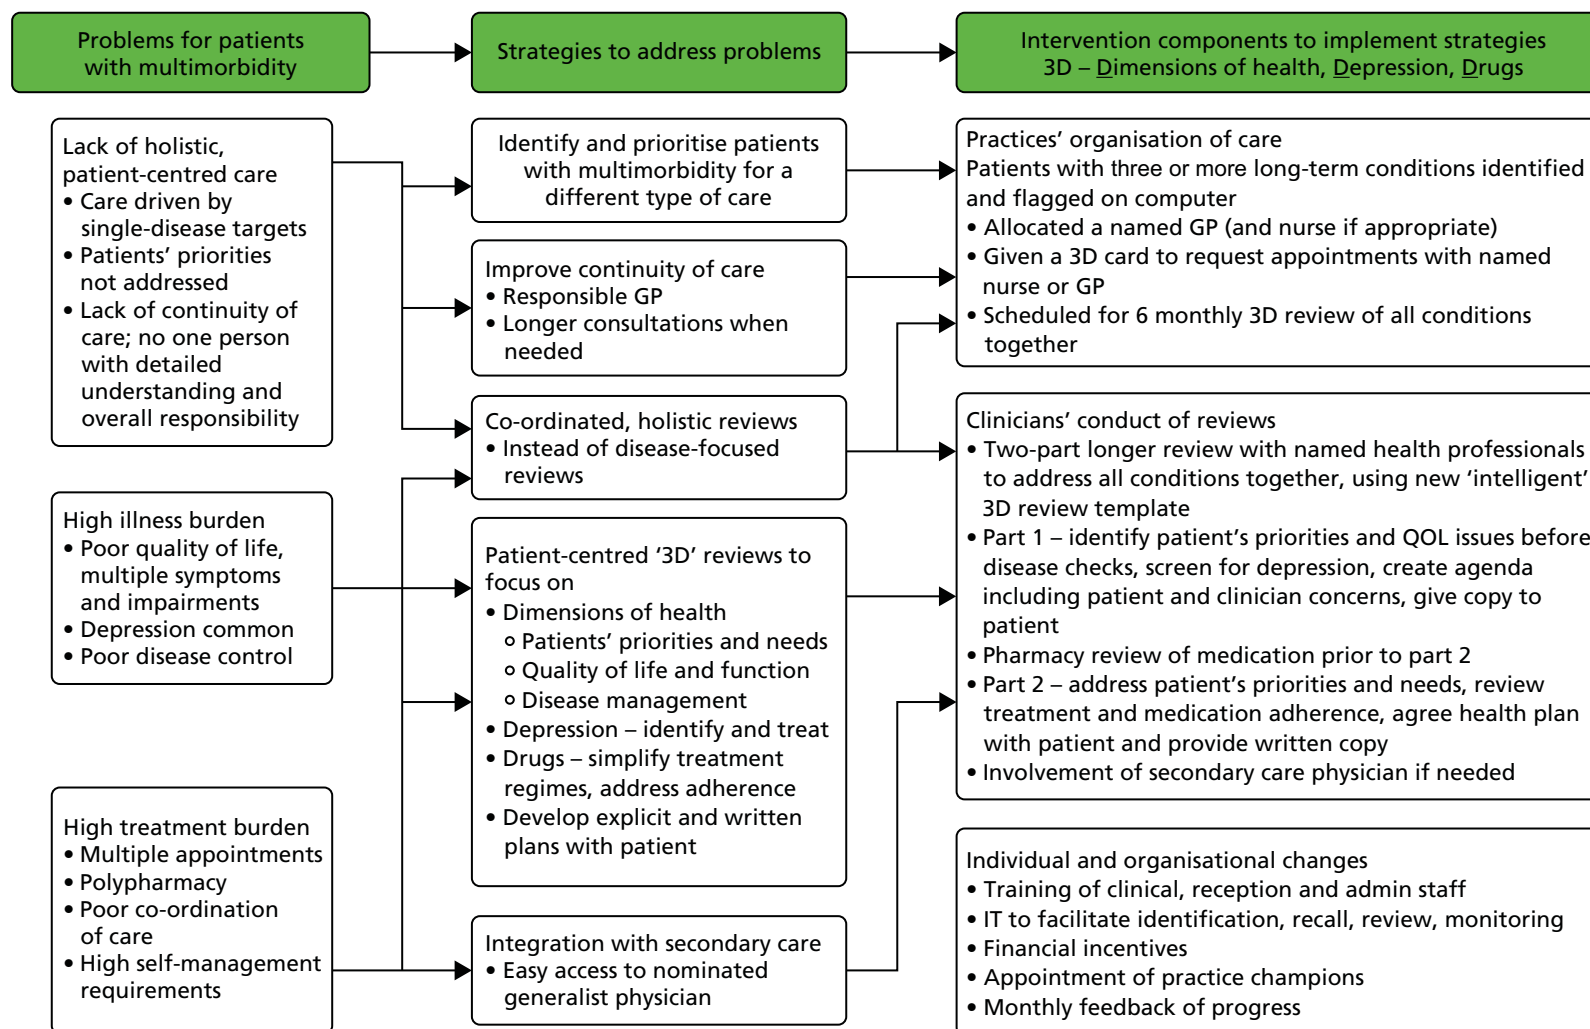 Problems for patients
with multimorbidity
Strategies to address problems
Intervention components to implement strategies
3D – Dimensions of health, Depression, Drugs
Lack of holistic,
patient-centred care
• Care driven by
single-disease targets
• Patients’ priorities
not addressed
• Lack of continuity of
care; no one person
with detailed
understanding and
overall responsibility
High illness burden
• Poor quality of life,
multiple symptoms
and impairments
• Depression common
• Poor disease control
High treatment burden
• Multiple appointments
• Polypharmacy
• Poor co-ordination
of care
• High self-management
requirements
Identify and prioritise patients
with multimorbidity for a
different type of care
Improve continuity of care
• Responsible GP
• Longer consultations when
needed
Co-ordinated, holistic reviews
• Instead of disease-focused
reviews
Patient-centred ‘3D’ reviews to
focus on
• Dimensions of health
Patients’ priorities and needs
Quality of life and function
Disease management
• Depression – identify and treat
• Drugs – simplify treatment
regimes, address adherence
• Develop explicit and written
plans with patient
Integration with secondary care
• Easy access to nominated
generalist physician
Practices’ organisation of care
Patients with three or more long-term conditions identified
and flagged on computer
• Allocated a named GP (and nurse if appropriate)
• Given a 3D card to request appointments with named
nurse or GP
• Scheduled for 6 monthly 3D review of all conditions
together
Clinicians’ conduct of reviews
• Two-part longer review with named health professionals
to address all conditions together, using new ‘intelligent’
3D review template
• Part 1 – identify patient’s priorities and QOL issues before
disease checks, screen for depression, create agenda
including patient and clinician concerns, give copy to
patient
• Pharmacy review of medication prior to part 2
• Part 2 – address patient’s priorities and needs, review
treatment and medication adherence, agree health plan
with patient and provide written copy
• Involvement of secondary care physician if needed
Individual and organisational changes
• Training of clinical, reception and admin staff
• IT to facilitate identification, recall, review, monitoring
• Financial incentives
• Appointment of practice champions
• Monthly feedback of progress